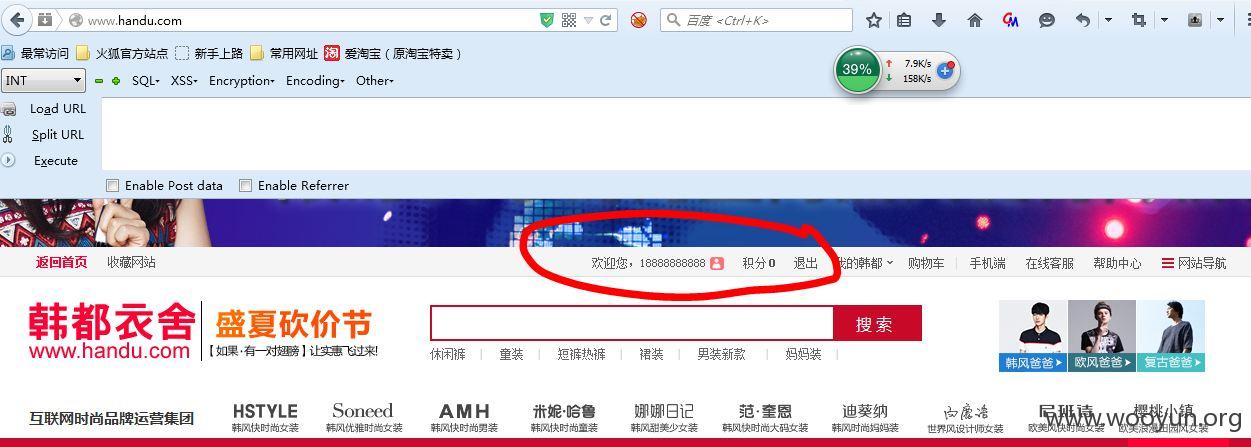 www.handu.com
百度 <Ctrl+K>
最常访问 火狐官方站点 新手上路 常用网址 爱淘宝（原淘宝特卖）
INT SQL XSS Encryption Encoding Other
39% 7.9K/s
158K/s
Load URL
Split URL
Execute
Enable Post data Enable Referrer
返回首页 收藏网站 欢迎您，18888888888 积分0 退出 我的韩都 购物车 手机端 在线客服 帮助中心 网站导航
韩都衣舍 盛夏砍价节
www.handu.com 【如果·有一对翅膀】让实惠飞过来!
搜索
休闲裤 童装 短裤热裤 裙装 男装新款 妈妈装
韩风爸爸 欧风爸爸 复古爸爸
互联网时尚品牌运营集团
HSTYLE Soneed AMH 米妮·哈鲁 娜娜日记 范·奎恩 迪葵纳 尼班诗 樱桃小镇
韩风快时尚女装 韩风优雅时尚女装 韩风快时尚男装 韩风快时尚童装 韩风甜美少女装 韩风快时尚大码女装 韩风时尚妈妈装 世界风设计师女装 欧美风快时尚女装 欧美浪漫田园风女装
www.wooyun.org